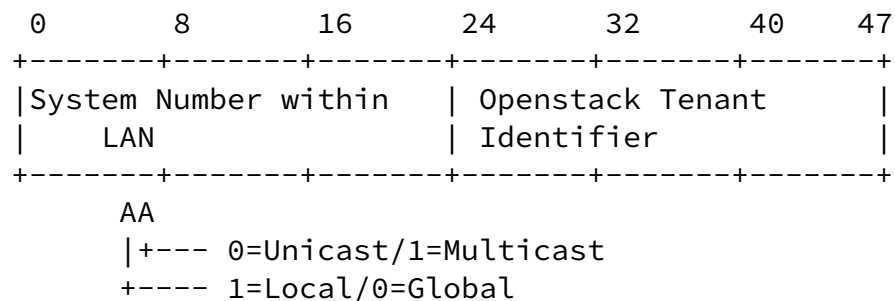 0        8       16       24      32      40    47
+-------+-------+-------+-------+-------+-------+
|System Number within   | Openstack Tenant      |
|    LAN                | Identifier            |
+-------+-------+-------+-------+-------+-------+
      AA
      |+--- 0=Unicast/1=Multicast
      +---- 1=Local/0=Global